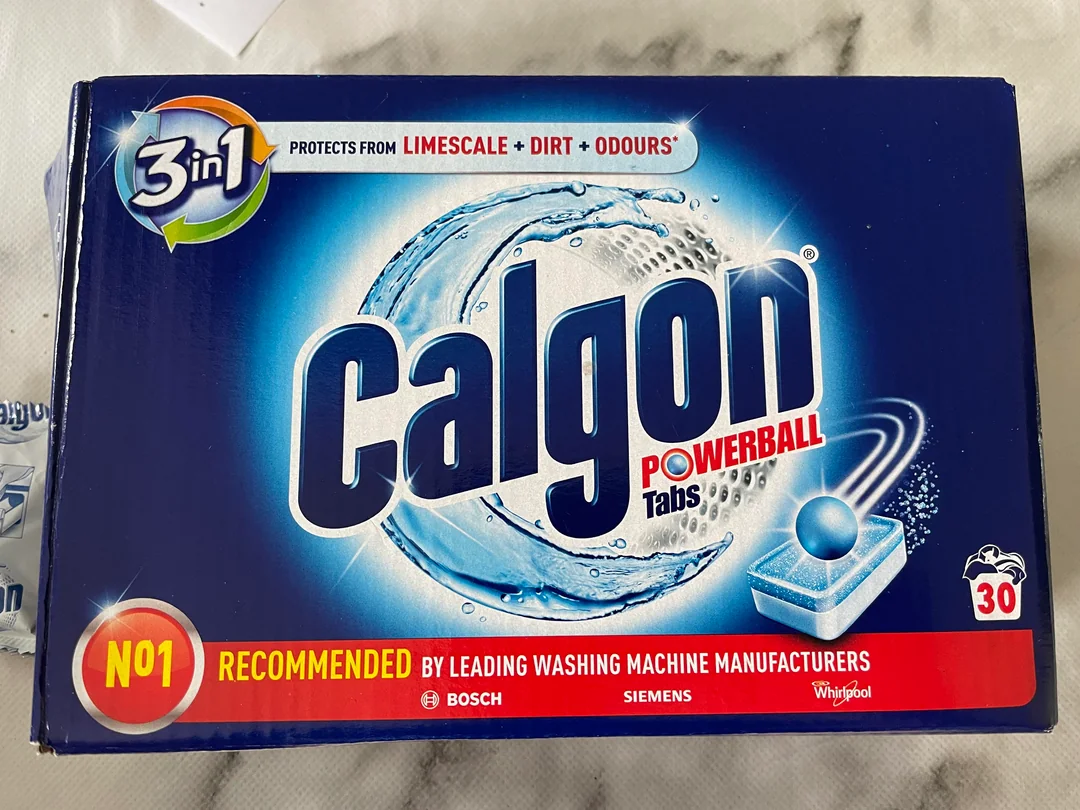 3in1
PROTECTS FROM LIMESCALE + DIRT + ODOURS*
Calgon®
POWERBALL
Tabs
30
Nº1
RECOMMENDED BY LEADING WASHING MACHINE MANUFACTURERS
BOSCH SIEMENS Whirlpool